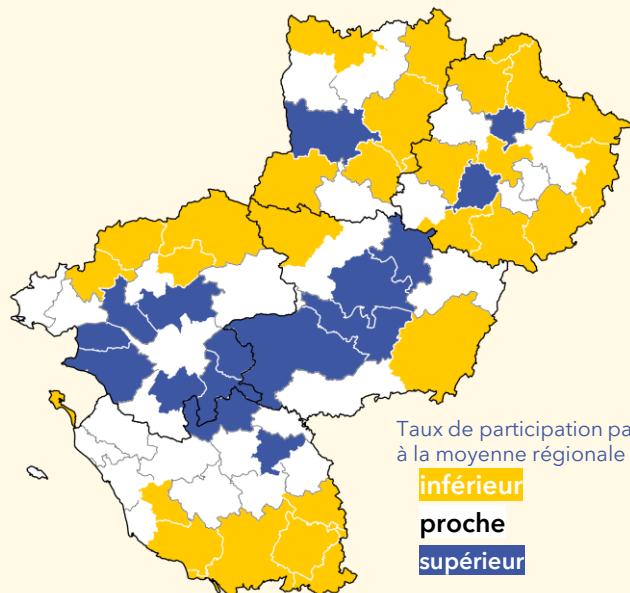 Taux de participation pa
à la moyenne régionale
inférieur
proche
supérieur